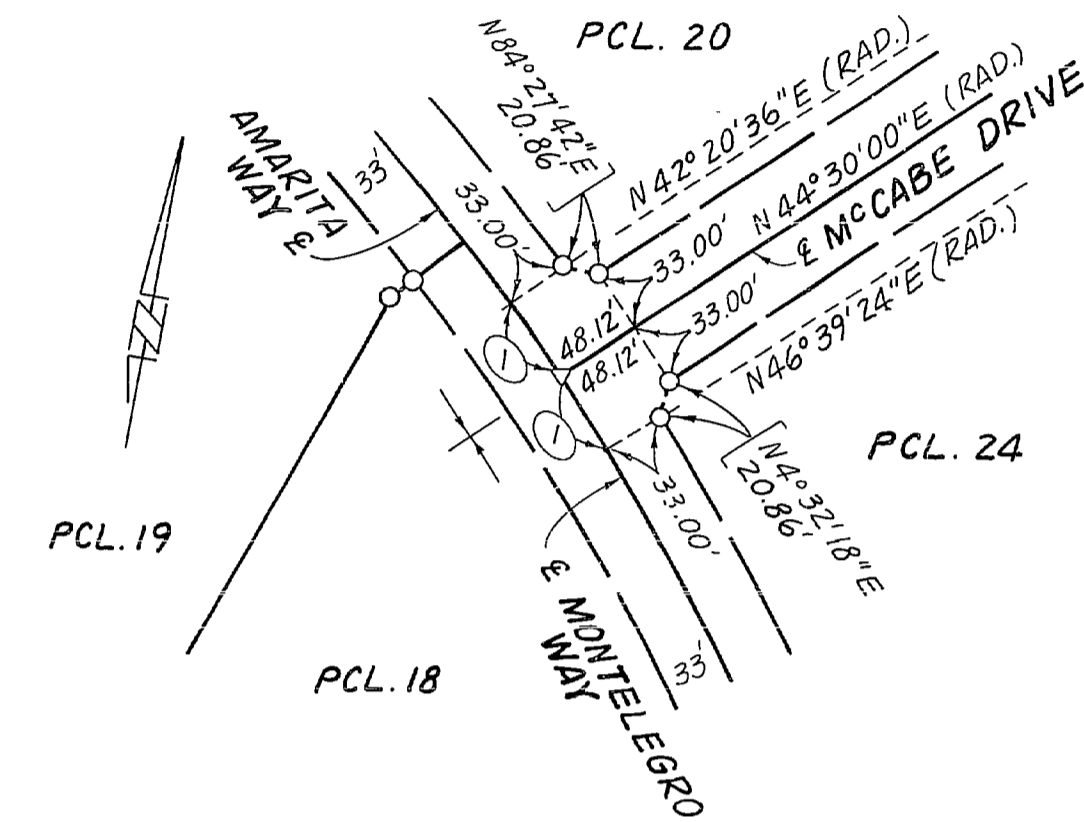 PCL. 20
N84°27'42"E
20.86'
N 42° 20'36"E (RAD.)
N 44° 30'00"E (RAD.)
℄ McCABE DRIVE
AMARITA
WAY ℄
33'
33.00'
33.00'
33.00'
48.12'
48.12'
1
1
N46° 39'24"E (RAD.)
PCL. 24
N4° 32'18"E
20.86'
33.00'
PCL. 19
℄ MONTELEGRO
WAY
33'
PCL. 18